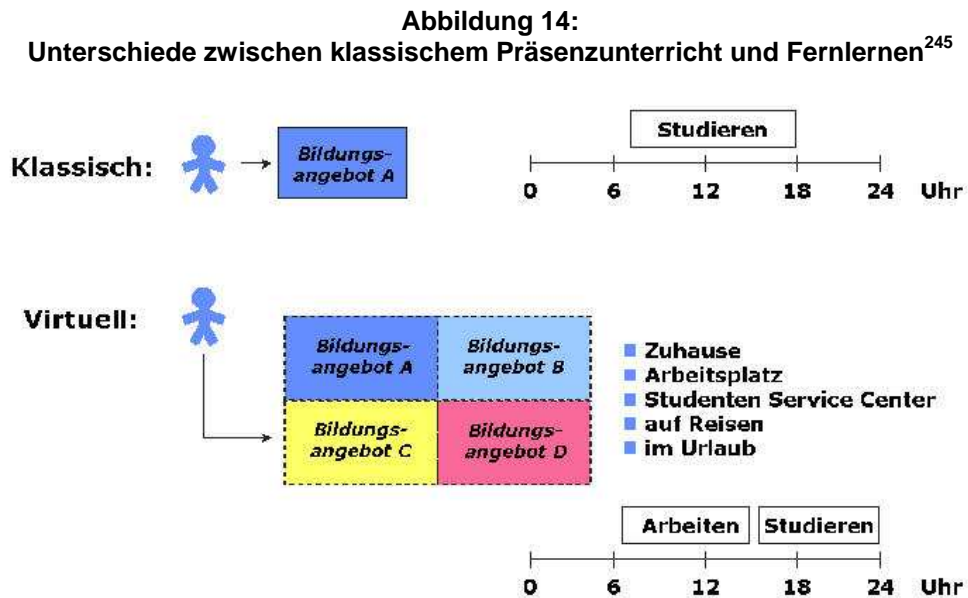 Abbildung 14:
Unterschiede zwischen klassischem Präsenzunterricht und Fernlernen245
Klassisch:
Bildungs-
angebot A
Studieren
0 6 12 18 24 Uhr
Virtuell:
Bildungs-
angebot A
Bildungs-
angebot B
Bildungs-
angebot C
Bildungs-
angebot D
Zuhause
Arbeitsplatz
Studenten Service Center
auf Reisen
im Urlaub
Arbeiten Studieren
0 6 12 18 24 Uhr